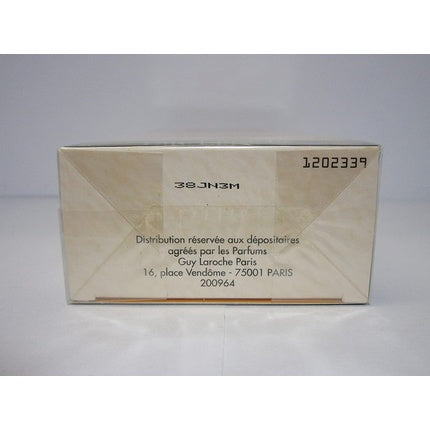 1202339
38JN3M
Distribution réservée aux dépositaires
agréés par les Parfums
Guy Laroche Paris
16, place Vendôme - 75001 PARIS
200964